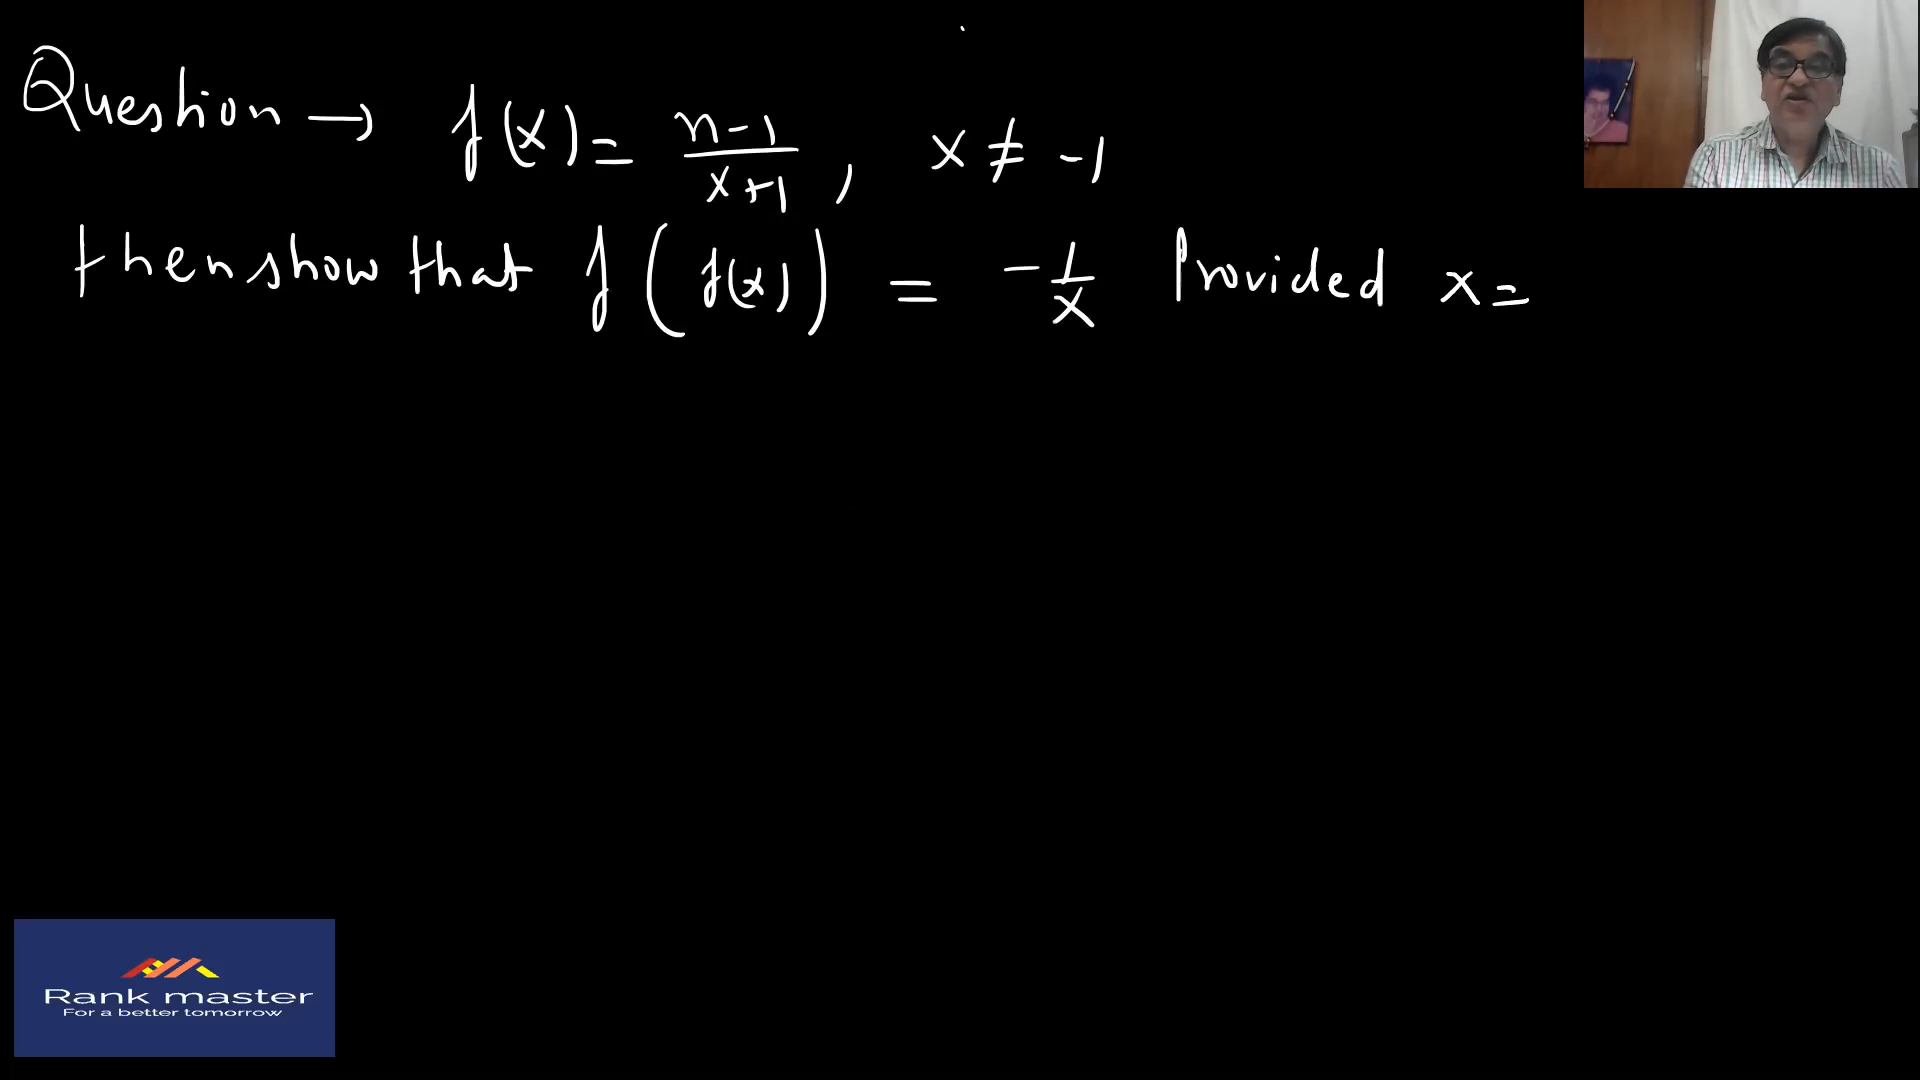 Question → f(x) = n-1/x+1, x ≠ -1
then show that f(f(x)) = -1/x Provided x=
Rank master
For a better tomorrow